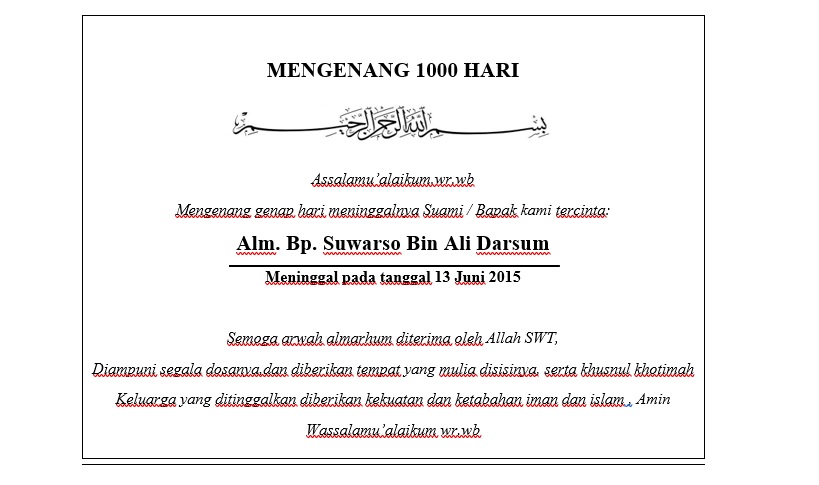 MENGENANG 1000 HARI
بسم الله الرحمن الرحيم
Assalamu’alaikum,wr,wb
Mengenang genap hari meninggalnya Suami / Bapak kami tercinta:
Alm. Bp. Suwarso Bin Ali Darsum
Meninggal pada tanggal 13 Juni 2015
Semoga arwah almarhum diterima oleh Allah SWT,
Diampuni segala dosanya,dan diberikan tempat yang mulia disisinya, serta khusnul khotimah
Keluarga yang ditinggalkan diberikan kekuatan dan ketabahan iman dan islam , Amin
Wassalamu’alaikum wr,wb